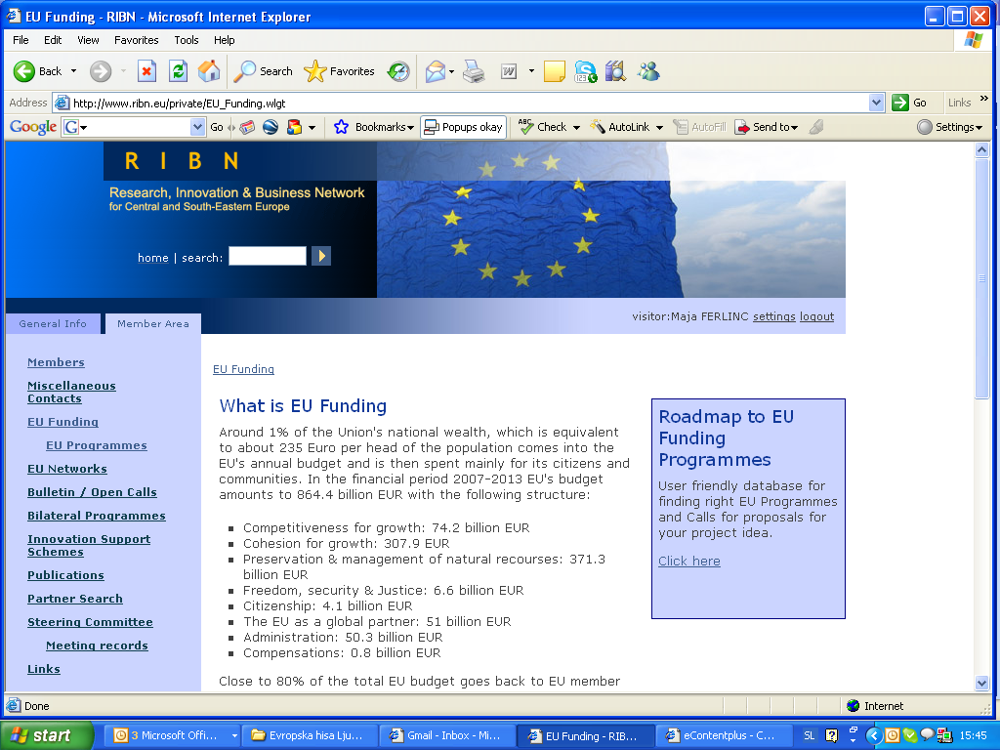 EU Funding - RIBN - Microsoft Internet Explorer
File Edit View Favorites Tools Help
Back Search Favorites
Address http://www.ribn.eu/private/EU_Funding.wlgt Go Links »
Google G Go Bookmarks Popups okay ABC Check AutoLink AutoFill Send to Settings
R I B N
Research, Innovation & Business Network
for Central and South-Eastern Europe
home | search:
General Info Member Area
visitor:Maja FERLINC settings logout
Members
Miscellaneous
Contacts
EU Funding
EU Programmes
EU Networks
Bulletin / Open Calls
Bilateral Programmes
Innovation Support
Schemes
Publications
Partner Search
Steering Committee
Meeting records
Links
EU Funding
What is EU Funding
Around 1% of the Union's national wealth, which is equivalent
to about 235 Euro per head of the population comes into the
EU's annual budget and is then spent mainly for its citizens and
communities. In the financial period 2007-2013 EU's budget
amounts to 864.4 billion EUR with the following structure:
Competitiveness for growth: 74.2 billion EUR
Cohesion for growth: 307.9 EUR
Preservation & management of natural recourses: 371.3
billion EUR
Freedom, security & Justice: 6.6 billion EUR
Citizenship: 4.1 billion EUR
The EU as a global partner: 51 billion EUR
Administration: 50.3 billion EUR
Compensations: 0.8 billion EUR
Close to 80% of the total EU budget goes back to EU member
Roadmap to EU
Funding
Programmes
User friendly database for
finding right EU Programmes
and Calls for proposals for
your project idea.
Click here
Done Internet
start 3 Microsoft Offi... Evropska hisa Lju... Gmail - Inbox - Mi... EU Funding - RIB... eContentplus - C... SL 15:45